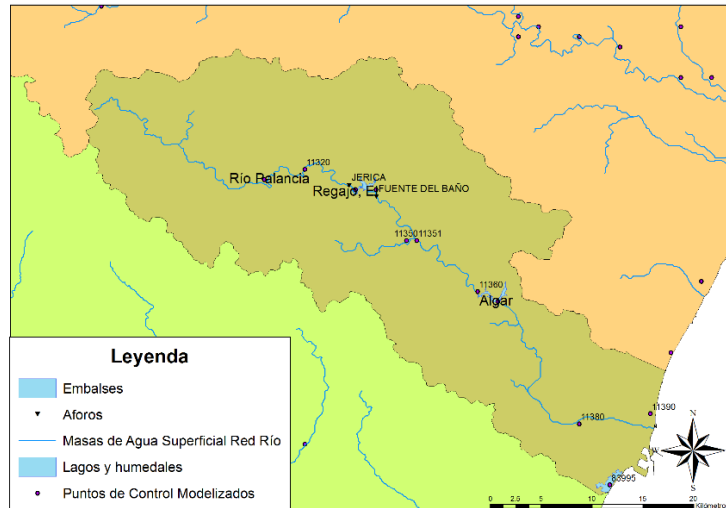 11320
JERICA
Río Palancia
Regajo, El
FUENTE DEL BAÑO
11350
11351
11360
Algar
11390
11380
83995
Leyenda
Embalses
Aforos
Masas de Agua Superficial Red Río
Lagos y humedales
Puntos de Control Modelizados
N
W
E
S
0 2.5 5 10 15 20
Kilómetros